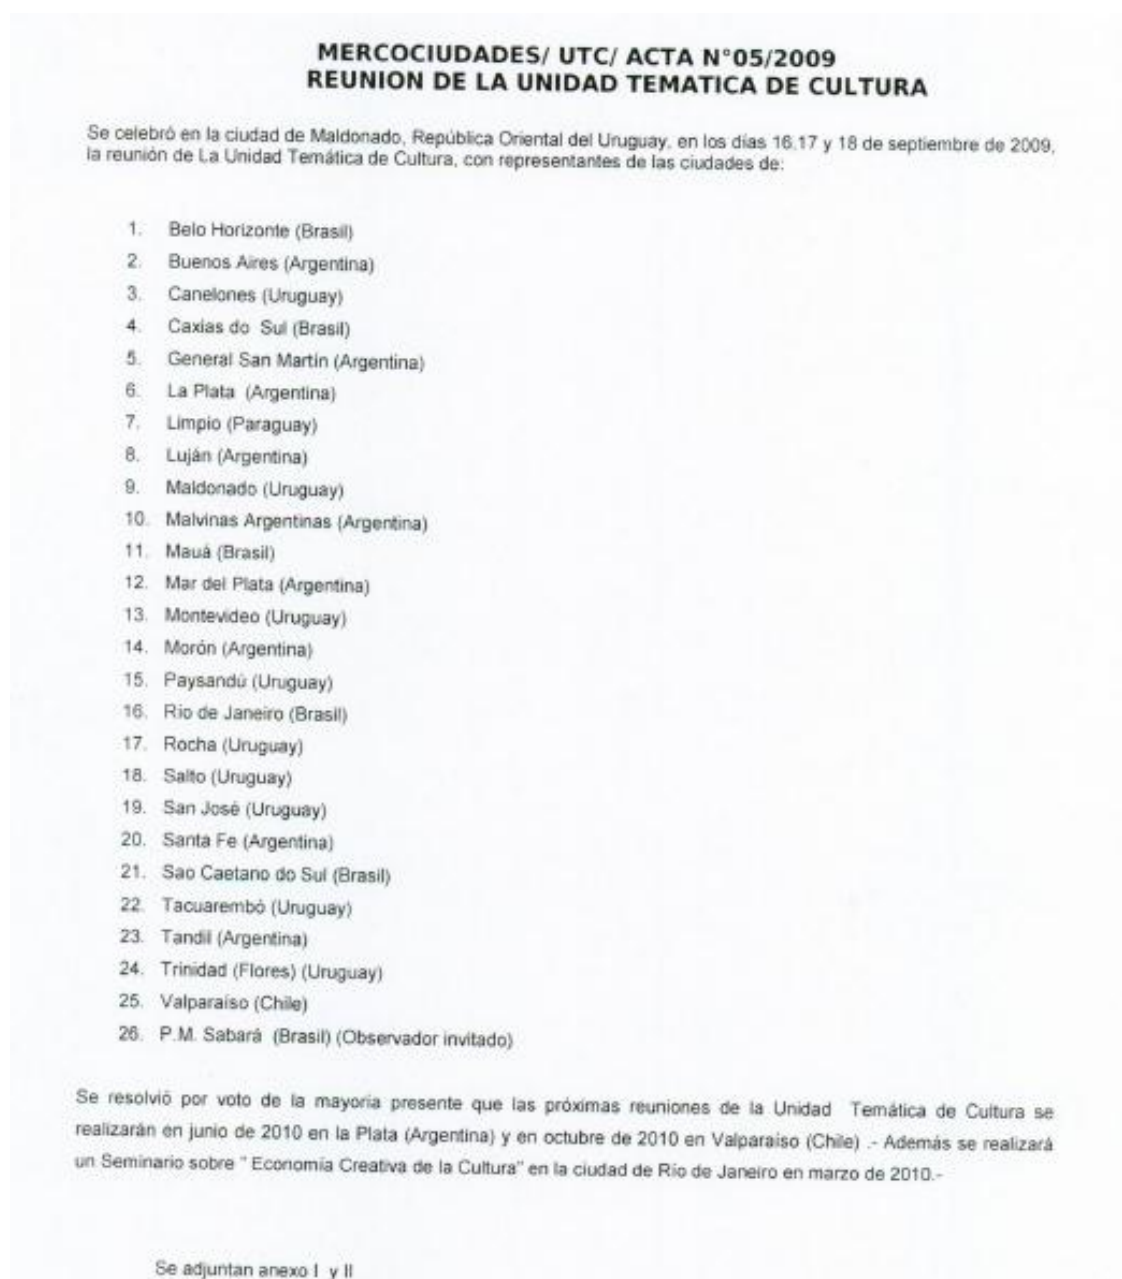 MERCOCIUDADES/ UTC/ ACTA N°05/2009
REUNION DE LA UNIDAD TEMATICA DE CULTURA
Se celebró en la ciudad de Maldonado, República Oriental del Uruguay, en los días 16,17 y 18 de septiembre de 2009,
la reunión de La Unidad Temática de Cultura, con representantes de las ciudades de:
1. Belo Horizonte (Brasil)
2. Buenos Aires (Argentina)
3. Canelones (Uruguay)
4. Caxias do Sul (Brasil)
5. General San Martín (Argentina)
6. La Plata (Argentina)
7. Limpio (Paraguay)
8. Luján (Argentina)
9. Maldonado (Uruguay)
10. Malvinas Argentinas (Argentina)
11. Mauá (Brasil)
12. Mar del Plata (Argentina)
13. Montevideo (Uruguay)
14. Morón (Argentina)
15. Paysandú (Uruguay)
16. Rio de Janeiro (Brasil)
17. Rocha (Uruguay)
18. Salto (Uruguay)
19. San José (Uruguay)
20. Santa Fe (Argentina)
21. Sao Caetano do Sul (Brasil)
22. Tacuarembó (Uruguay)
23. Tandil (Argentina)
24. Trinidad (Flores) (Uruguay)
25. Valparaíso (Chile)
26. P.M. Sabará (Brasil) (Observador invitado)
Se resolvió por voto de la mayoría presente que las próximas reuniones de la Unidad Temática de Cultura se
realizarán en junio de 2010 en la Plata (Argentina) y en octubre de 2010 en Valparaíso (Chile) .- Además se realizará
un Seminario sobre " Economía Creativa de la Cultura" en la ciudad de Río de Janeiro en marzo de 2010.-
Se adjuntan anexo I y II